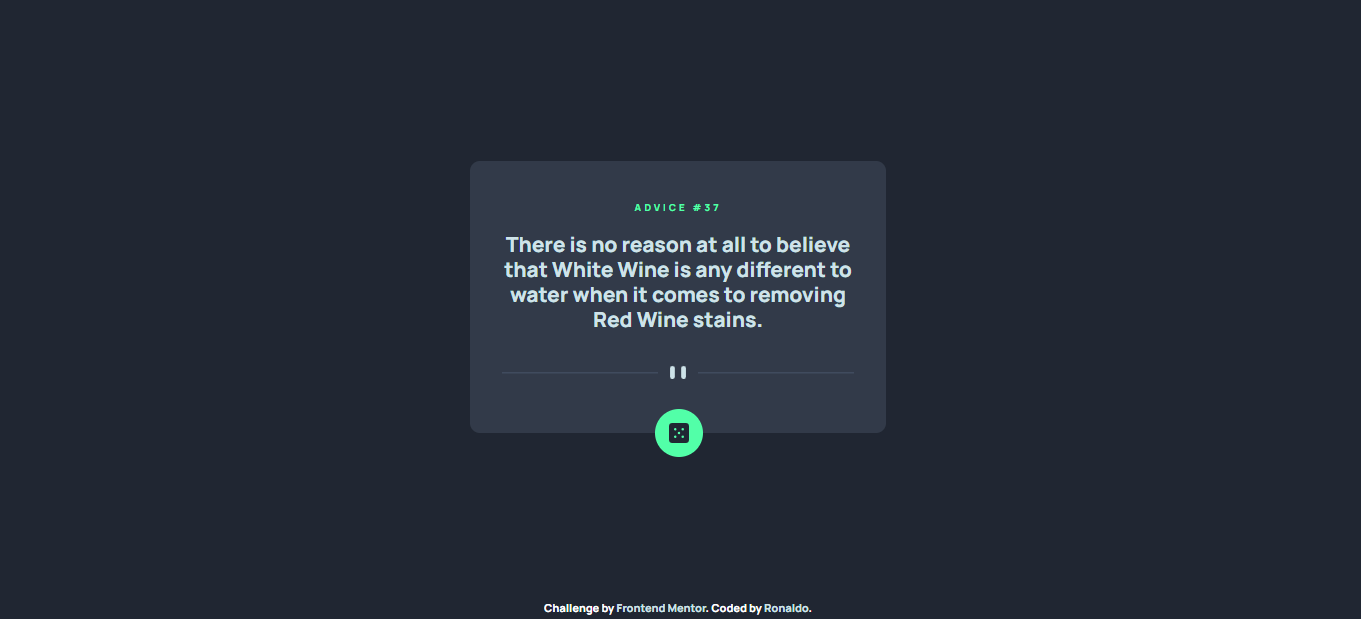 ADVICE #37
There is no reason at all to believe
that White Wine is any different to
water when it comes to removing
Red Wine stains.
Challenge by Frontend Mentor. Coded by Ronaldo.